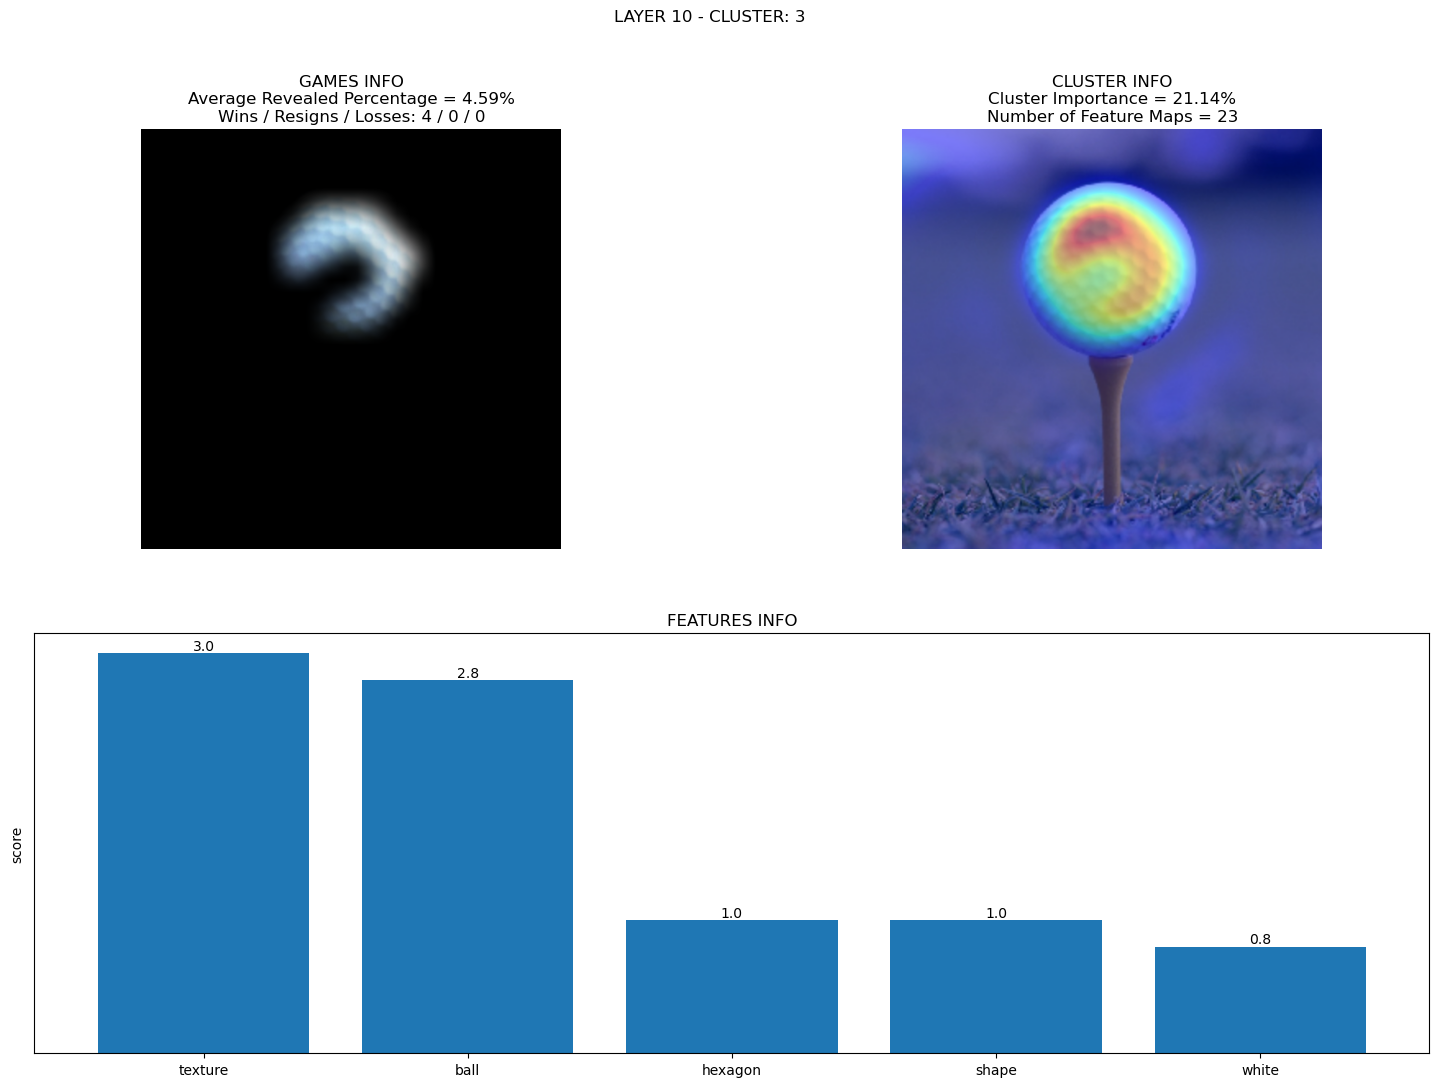 LAYER 10 - CLUSTER: 3
GAMES INFO
Average Revealed Percentage = 4.59%
Wins / Resigns / Losses: 4 / 0 / 0
CLUSTER INFO
Cluster Importance = 21.14%
Number of Feature Maps = 23
FEATURES INFO
score
3.0
2.8
1.0
1.0
0.8
texture
ball
hexagon
shape
white